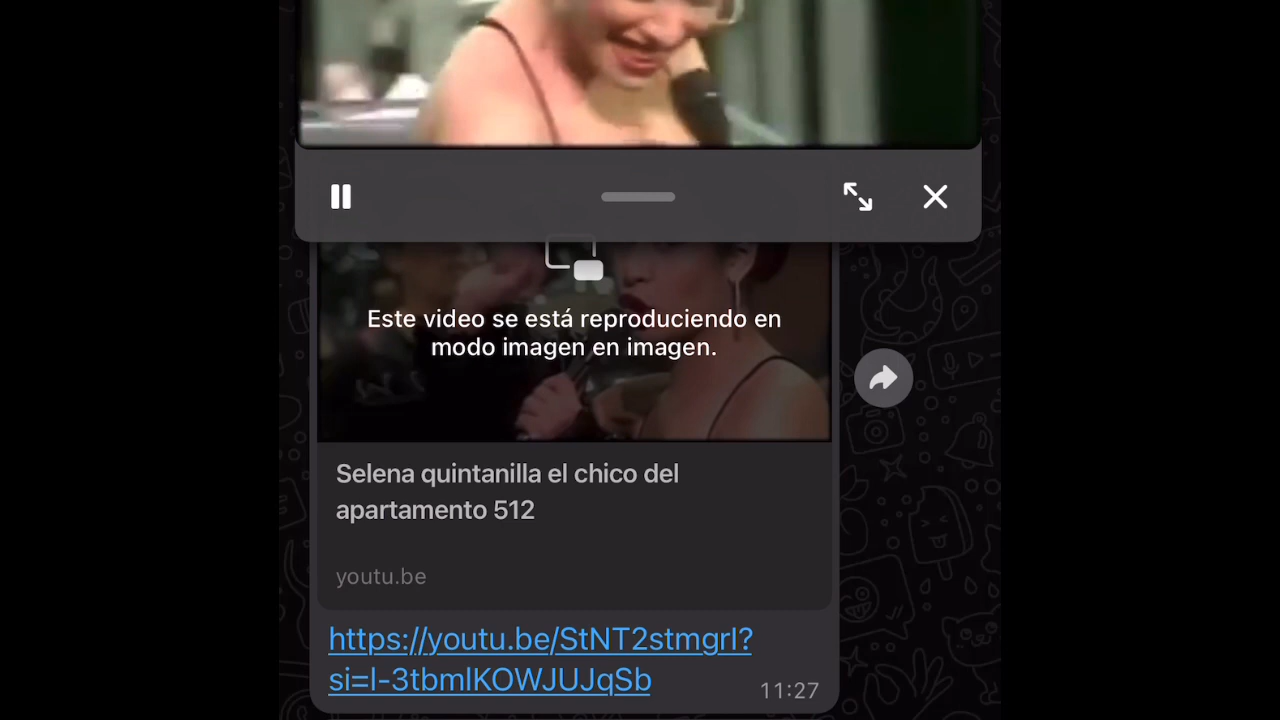 Este video se está reproduciendo en
modo imagen en imagen.
Selena quintanilla el chico del
apartamento 512
youtu.be
https://youtu.be/StNT2stmgrI?
si=l-3tbmlKOWJUJqSb
11:27